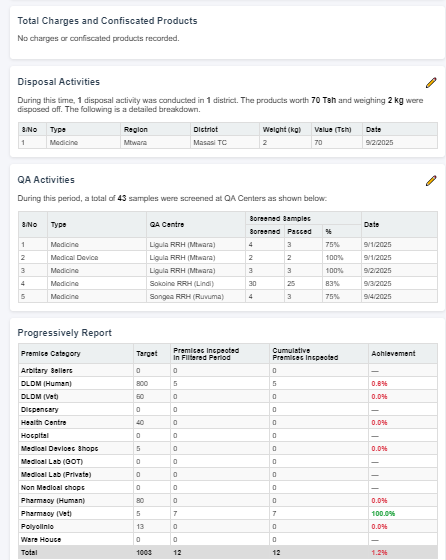 Total Charges and Confiscated Products
No charges or confiscated products recorded.
Disposal Activities
During this time, 1 disposal activity was conducted in 1 district. The products worth 70 Tsh and weighing 2 kg were
disposed off. The following is a detailed breakdown.
S/No Type Region District Weight (kg) Value (Tsh) Date
1 Medicine Mtwara Masasi TC 2 70 9/2/2025
QA Activities
During this period, a total of 43 samples were screened at QA Centers as shown below:
S/No Type QA Centre Screened Samples Date
Screened Passed %
1 Medicine Ligula RRH (Mtwara) 4 3 75% 9/1/2025
2 Medical Device Ligula RRH (Mtwara) 2 2 100% 9/1/2025
3 Medicine Ligula RRH (Mtwara) 3 3 100% 9/2/2025
4 Medicine Sokoine RRH (Lindi) 30 25 83% 9/3/2025
5 Medicine Songea RRH (Ruvuma) 4 3 75% 9/4/2025
Progressively Report
Premise Category Target Premises Inspected in Filtered Period Cumulative Premises Inspected Achievement
Arbitary Sellers 0 0 0 —
DLDM (Human) 800 5 5 0.6%
DLDM (Vet) 60 0 0 0.0%
Dispensary 0 0 0 —
Health Centre 40 0 0 0.0%
Hospital 0 0 0 —
Medical Devices Shops 5 0 0 0.0%
Medical Lab (GOT) 0 0 0 —
Medical Lab (Private) 0 0 0 —
Non Medical shops 0 0 0 —
Pharmacy (Human) 80 0 0 0.0%
Pharmacy (Vet) 5 7 7 100.0%
Polyclinic 13 0 0 0.0%
Ware House 0 0 0 —
Total 1003 12 12 1.2%